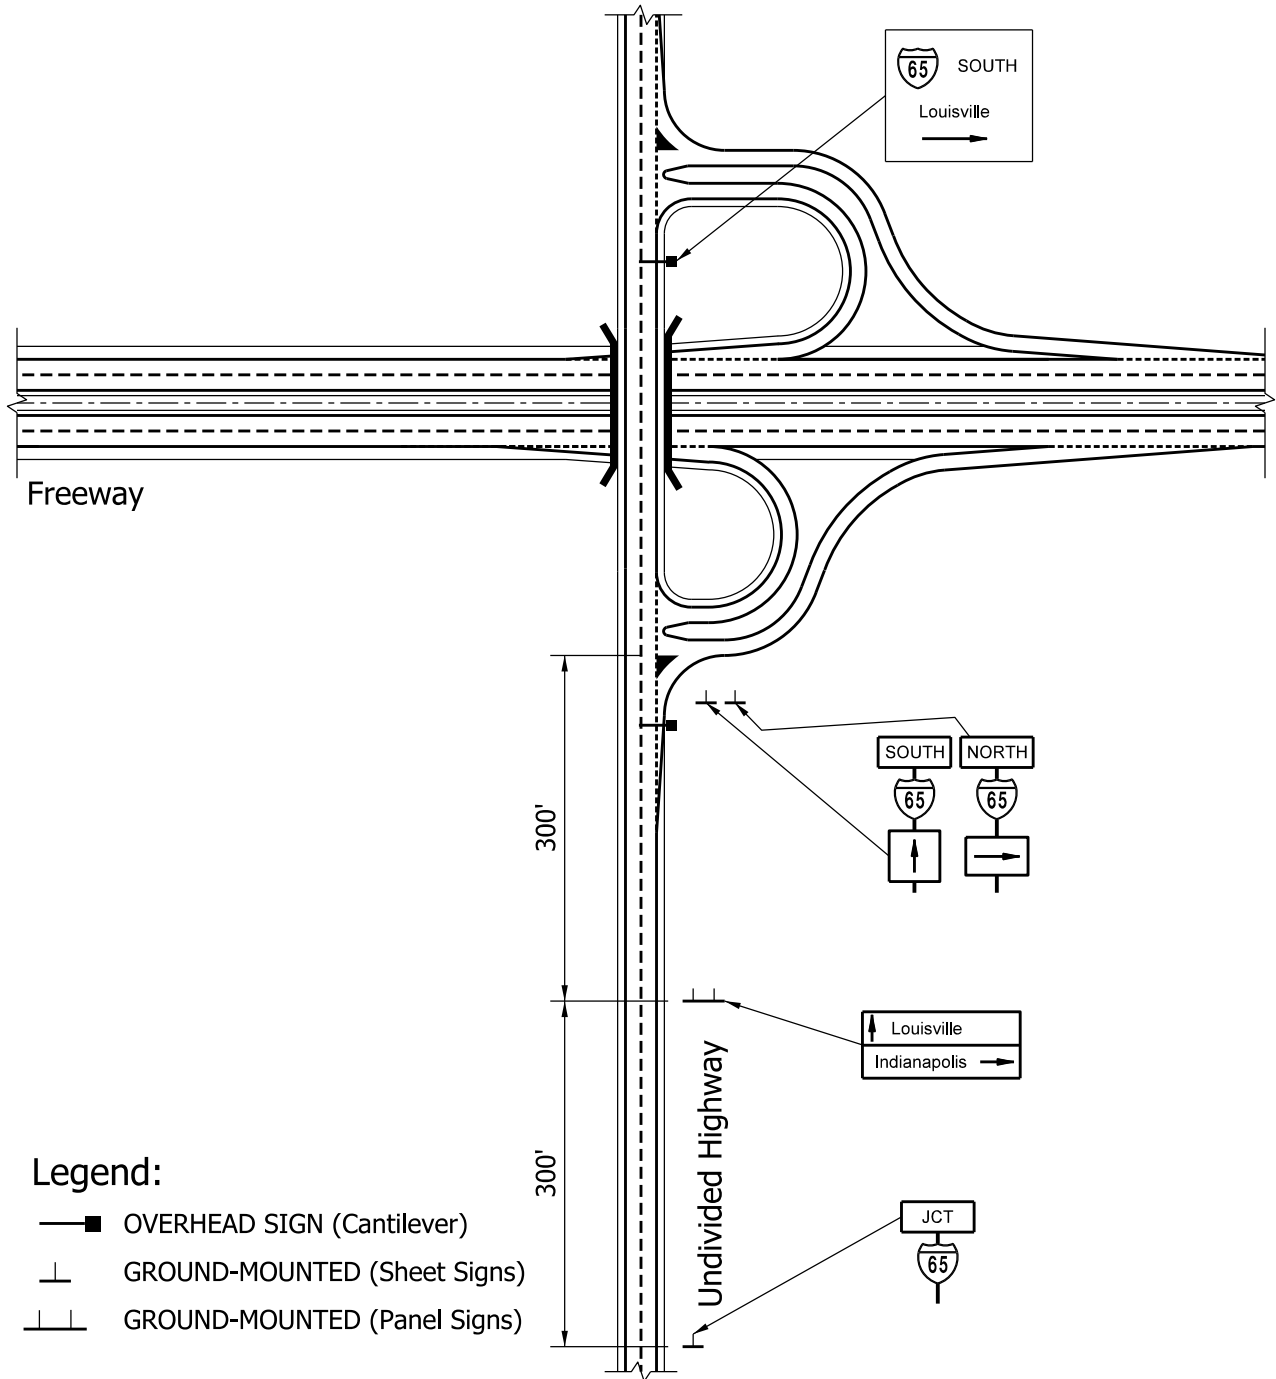 65 SOUTH
Louisville
Freeway
SOUTH NORTH
65 65
300'
Louisville
Indianapolis
Undivided Highway
300'
JCT
65
Legend:
OVERHEAD SIGN (Cantilever)
GROUND-MOUNTED (Sheet Signs)
GROUND-MOUNTED (Panel Signs)